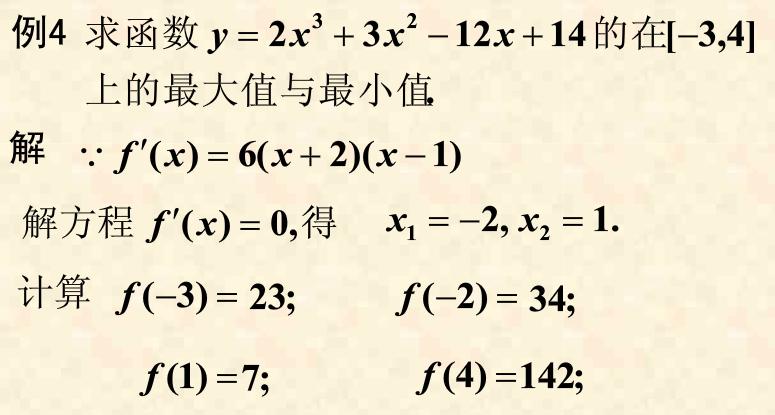 例4 求函数 y = 2x³ + 3x² − 12x + 14 的在[−3,4]
上的最大值与最小值.
解 ∵ f′(x) = 6(x + 2)(x − 1)
解方程 f′(x) = 0, 得 x₁ = −2, x₂ = 1.
计算 f(−3) = 23; f(−2) = 34;
f(1) = 7; f(4) = 142;